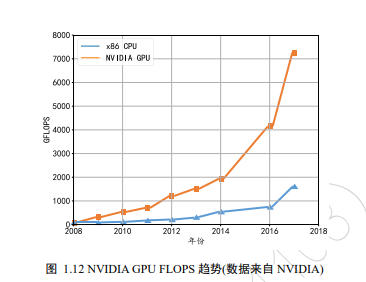 8000
7000
6000
5000
4000
3000
2000
1000
0
GFLOPS
x86 CPU
NVIDIA GPU
2008 2010 2012 2014 2016 2018
年份
图 1.12 NVIDIA GPU FLOPS 趋势(数据来自 NVIDIA)